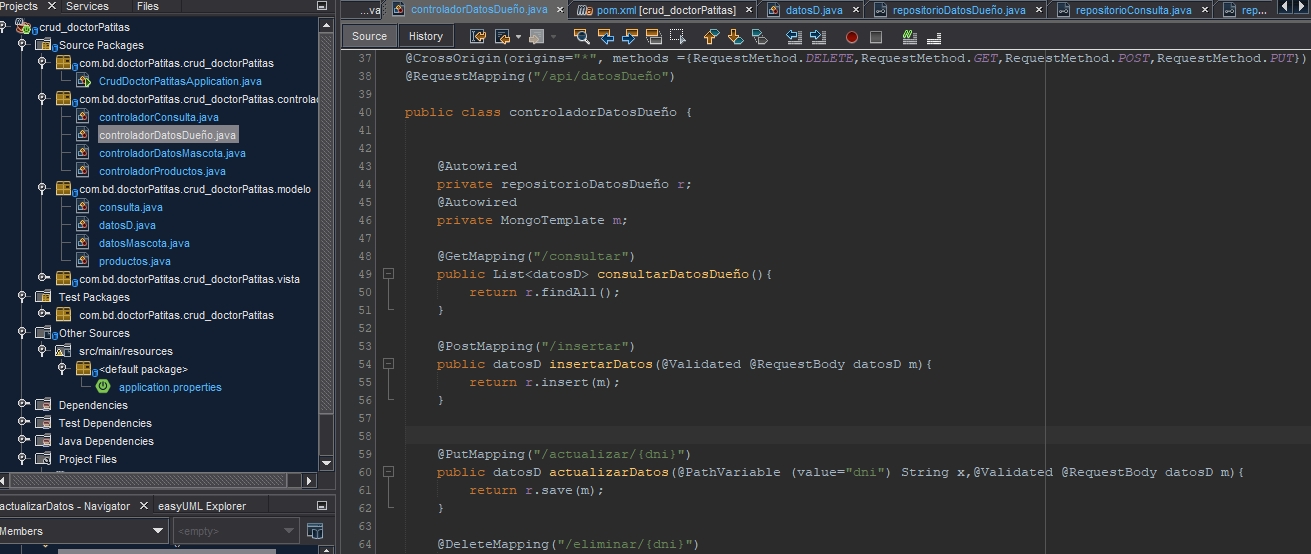 Projects
Services
Files
crud_doctorPatitas
Source Packages
com.bd.doctorPatitas.crud_doctorPatitas
CrudDoctorPatitasApplication.java
com.bd.doctorPatitas.crud_doctorPatitas.controlad
controladorConsulta.java
controladorDatosDueño.java
controladorDatosMascota.java
controladorProductos.java
com.bd.doctorPatitas.crud_doctorPatitas.modelo
consulta.java
datosD.java
datosMascota.java
productos.java
com.bd.doctorPatitas.crud_doctorPatitas.vista
Test Packages
com.bd.doctorPatitas.crud_doctorPatitas
Other Sources
src/main/resources
<default package>
application.properties
Dependencies
Test Dependencies
Java Dependencies
Project Files
actualizarDatos - Navigator
easyUML Explorer
Members
<empty>
...va
controladorDatosDueño.java
pom.xml [crud_doctorPatitas]
datosD.java
repositorioDatosDueño.java
repositorioConsulta.java
rep...
Source
History
37 @CrossOrigin(origins="*", methods ={RequestMethod.DELETE,RequestMethod.GET,RequestMethod.POST,RequestMethod.PUT})
38 @RequestMapping("/api/datosDueño")
39
40 public class controladorDatosDueño {
41
42
43 @Autowired
44 private repositorioDatosDueño r;
45 @Autowired
46 private MongoTemplate m;
47
48 @GetMapping("/consultar")
49 public List<datosD> consultarDatosDueño(){
50 return r.findAll();
51 }
52
53 @PostMapping("/insertar")
54 public datosD insertarDatos(@Validated @RequestBody datosD m){
55 return r.insert(m);
56 }
57
58
59 @PutMapping("/actualizar/{dni}")
60 public datosD actualizarDatos(@PathVariable (value="dni") String x,@Validated @RequestBody datosD m){
61 return r.save(m);
62 }
63
64 @DeleteMapping("/eliminar/{dni}")